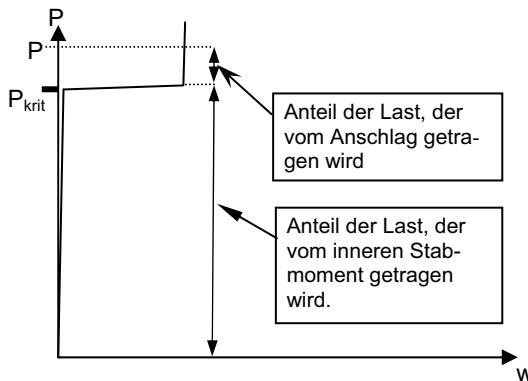 P
P
P_krit
Anteil der Last, der
vom Anschlag getra-
gen wird
Anteil der Last, der
vom inneren Stab-
moment getragen
wird.
w